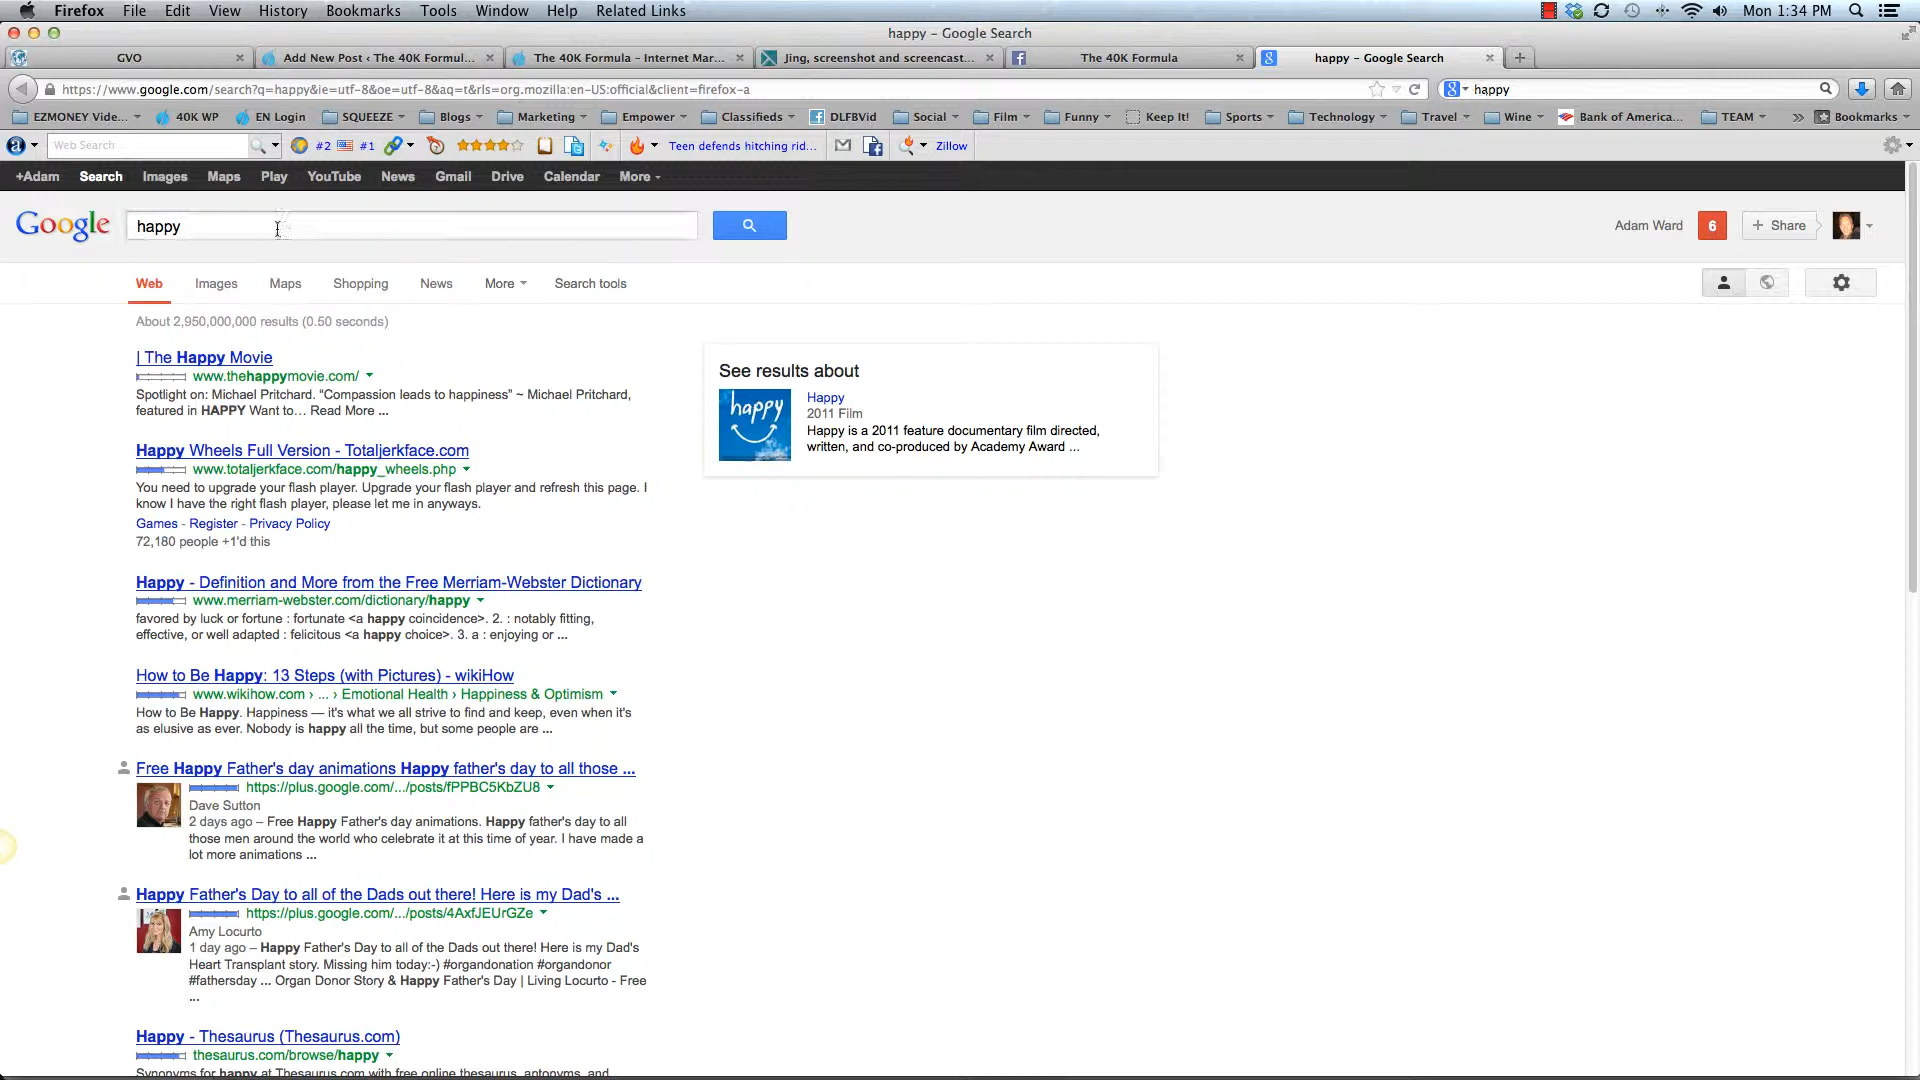 Firefox File Edit View History Bookmarks Tools Window Help Related Links Mon 1:34 PM
happy – Google Search
GVO Add New Post ‹ The 40K Formul... The 40K Formula – Internet Mar... Jing, screenshot and screencast... The 40K Formula happy – Google Search
https://www.google.com/search?q=happy&ie=utf-8&oe=utf-8&aq=t&rls=org.mozilla:en-US:official&client=firefox-a happy
EZMONEY Vide... 40K WP EN Login SQUEEZE Blogs Marketing Empower Classifieds DLFBVid Social Film Funny Keep It! Sports Technology Travel Wine Bank of America... TEAM » Bookmarks
Web Search #2 #1 Teen defends hitching rid... Zillow
+Adam Search Images Maps Play YouTube News Gmail Drive Calendar More
Google happy Adam Ward 6 + Share
Web Images Maps Shopping News More Search tools
About 2,950,000,000 results (0.50 seconds)
| The Happy Movie
www.thehappymovie.com/
Spotlight on: Michael Pritchard. “Compassion leads to happiness” ~ Michael Pritchard,
featured in HAPPY Want to… Read More ...
See results about
happy
Happy
2011 Film
Happy is a 2011 feature documentary film directed,
written, and co-produced by Academy Award ...
Happy Wheels Full Version - Totaljerkface.com
www.totaljerkface.com/happy_wheels.php
You need to upgrade your flash player. Upgrade your flash player and refresh this page. I
know I have the right flash player, please let me in anyways.
Games - Register - Privacy Policy
72,180 people +1'd this
Happy - Definition and More from the Free Merriam-Webster Dictionary
www.merriam-webster.com/dictionary/happy
favored by luck or fortune : fortunate <a happy coincidence>. 2. : notably fitting,
effective, or well adapted : felicitous <a happy choice>. 3. a : enjoying or ...
How to Be Happy: 13 Steps (with Pictures) - wikiHow
www.wikihow.com › ... › Emotional Health › Happiness & Optimism
How to Be Happy. Happiness — it's what we all strive to find and keep, even when it's
as elusive as ever. Nobody is happy all the time, but some people are ...
Free Happy Father's day animations Happy father's day to all those ...
https://plus.google.com/.../posts/fPPBC5KbZU8
Dave Sutton
2 days ago – Free Happy Father's day animations. Happy father's day to all
those men around the world who celebrate it at this time of year. I have made a
lot more animations ...
Happy Father's Day to all of the Dads out there! Here is my Dad's ...
https://plus.google.com/.../posts/4AxfJEUrGZe
Amy Locurto
1 day ago – Happy Father's Day to all of the Dads out there! Here is my Dad's
Heart Transplant story. Missing him today:-) #organdonation #organdonor
#fathersday ... Organ Donor Story & Happy Father's Day | Living Locurto - Free
...
Happy - Thesaurus (Thesaurus.com)
thesaurus.com/browse/happy
Synonyms for happy at Thesaurus.com with free online thesaurus, antonyms, and